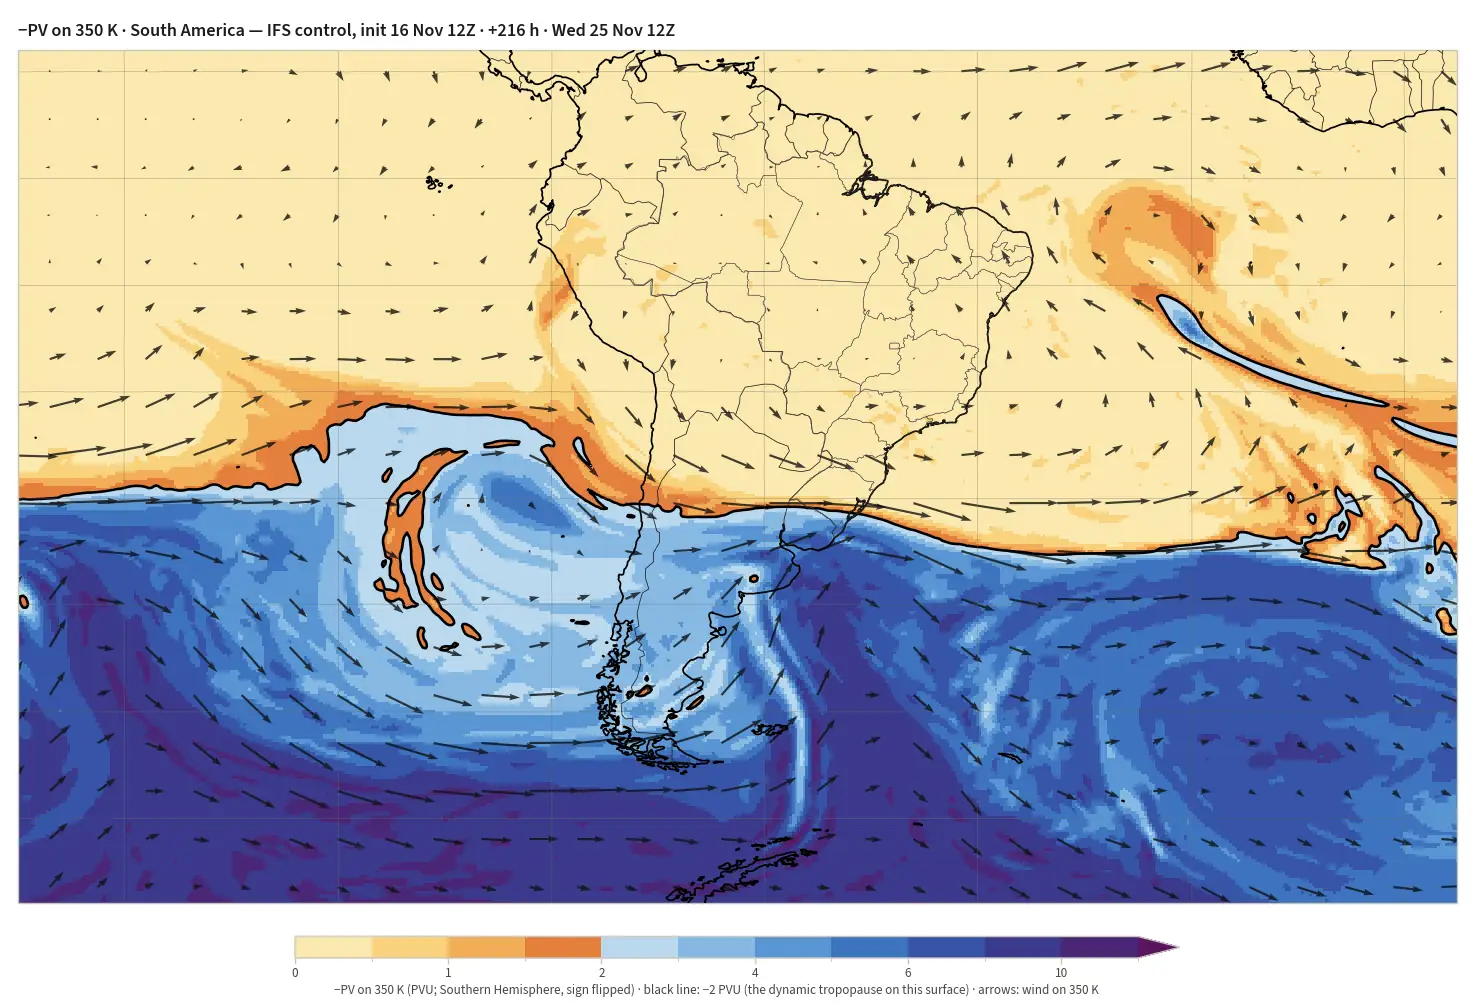 −PV on 350 K · South America — IFS control, init 16 Nov 12Z · +216 h · Wed 25 Nov 12Z
0 1 2 4 6 10
−PV on 350 K (PVU; Southern Hemisphere, sign flipped) · black line: −2 PVU (the dynamic tropopause on this surface) · arrows: wind on 350 K